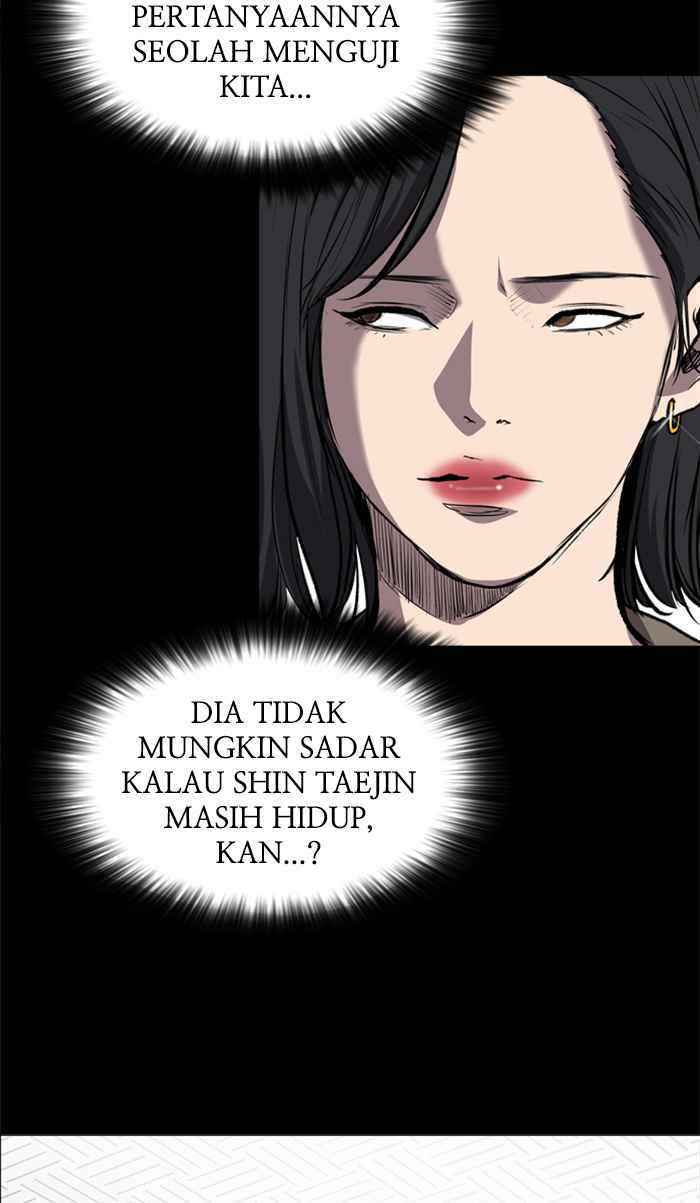 PERTANYAANNYA
SEOLAH MENGUJI
KITA...
DIA TIDAK
MUNGKIN SADAR
KALAU SHIN TAEJIN
MASIH HIDUP,
KAN...?